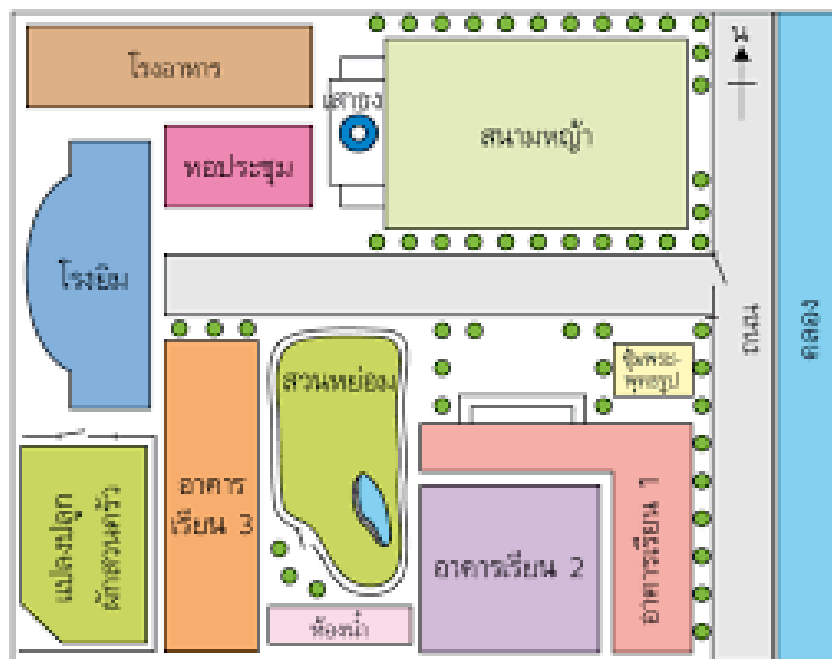 โรงอาหาร
เสาธง
สนามหญ้า
น
หอประชุม
โรงยิม
ถนน
คลอง
สวนหย่อม
ซุ้มพระ-
พุทธรูป
อาคาร
เรียน 3
แปลงปลูก
ผักสวนครัว
อาคารเรียน 2
อาคารเรียน 1
ห้องน้ำ